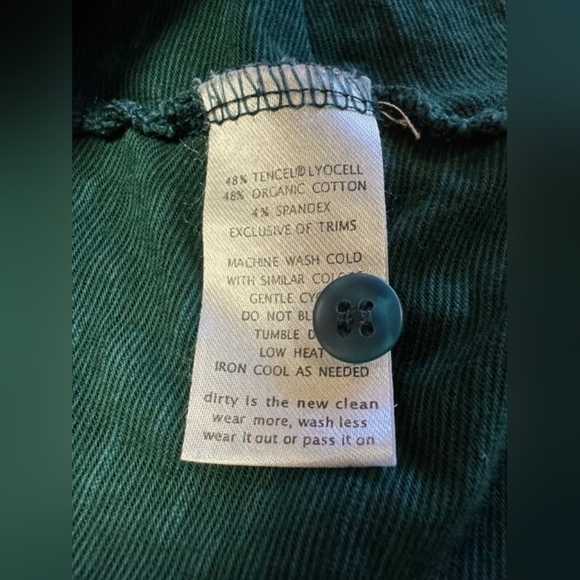 48% TENCEL®LYOCELL
48% ORGANIC COTTON
4% SPANDEX
EXCLUSIVE OF TRIMS
MACHINE WASH COLD
WITH SIMILAR
GENTLE
DO NOT
TUMBLE
LOW HEAT
IRON COOL AS NEEDED
dirty is the new clean
wear more, wash less
wear it out or pass it on